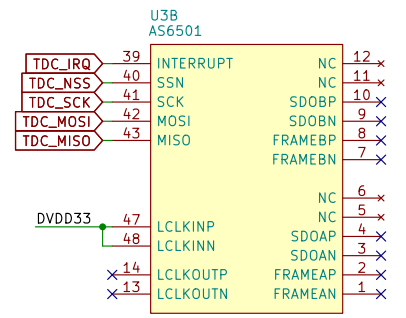 U3B
AS6501
TDC_IRQ 39 INTERRUPT NC 12
TDC_NSS 40 SSN NC 11
TDC_SCK 41 SCK SDOBP 10
TDC_MOSI 42 MOSI SDOBN 9
TDC_MISO 43 MISO FRAMEBP 8
FRAMEBN 7
NC 6
DVDD33 47 LCLKINP NC 5
48 LCLKINN SDOAP 4
SDOAN 3
14 LCLKOUTP FRAMEAP 2
13 LCLKOUTN FRAMEAN 1